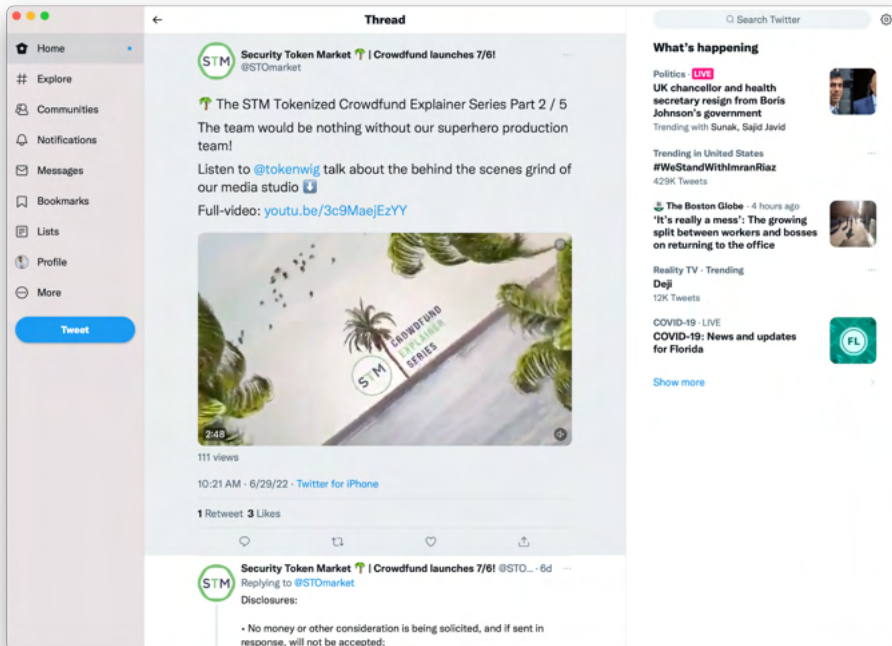 Home
Explore
Communities
Notifications
Messages
Bookmarks
Lists
Profile
More
Tweet
Thread
STM
Security Token Market 🌴 | Crowdfund launches 7/6!
@STOmarket
🌴 The STM Tokenized Crowdfund Explainer Series Part 2 / 5
The team would be nothing without our superhero production
team!
Listen to @tokenwig talk about the behind the scenes grind of
our media studio ⬇️
Full-video: youtu.be/3c9MaejEzYY
STM
CROWDFUND
EXPLAINER
SERIES
2:48
111 views
10:21 AM · 6/29/22 · Twitter for iPhone
1 Retweet 3 Likes
STM
Security Token Market 🌴 | Crowdfund launches 7/6! @STO... · 6d
Replying to @STOmarket
Disclosures:
• No money or other consideration is being solicited, and if sent in
response, will not be accepted;
Search Twitter
What's happening
Politics · LIVE
UK chancellor and health
secretary resign from Boris
Johnson's government
Trending with Sunak, Sajid Javid
Trending in United States
#WeStandWithImranRiaz
429K Tweets
The Boston Globe · 4 hours ago
'It's really a mess': The growing
split between workers and bosses
on returning to the office
Reality TV · Trending
Deji
12K Tweets
COVID-19 · LIVE
COVID-19: News and updates
for Florida
FL
Show more